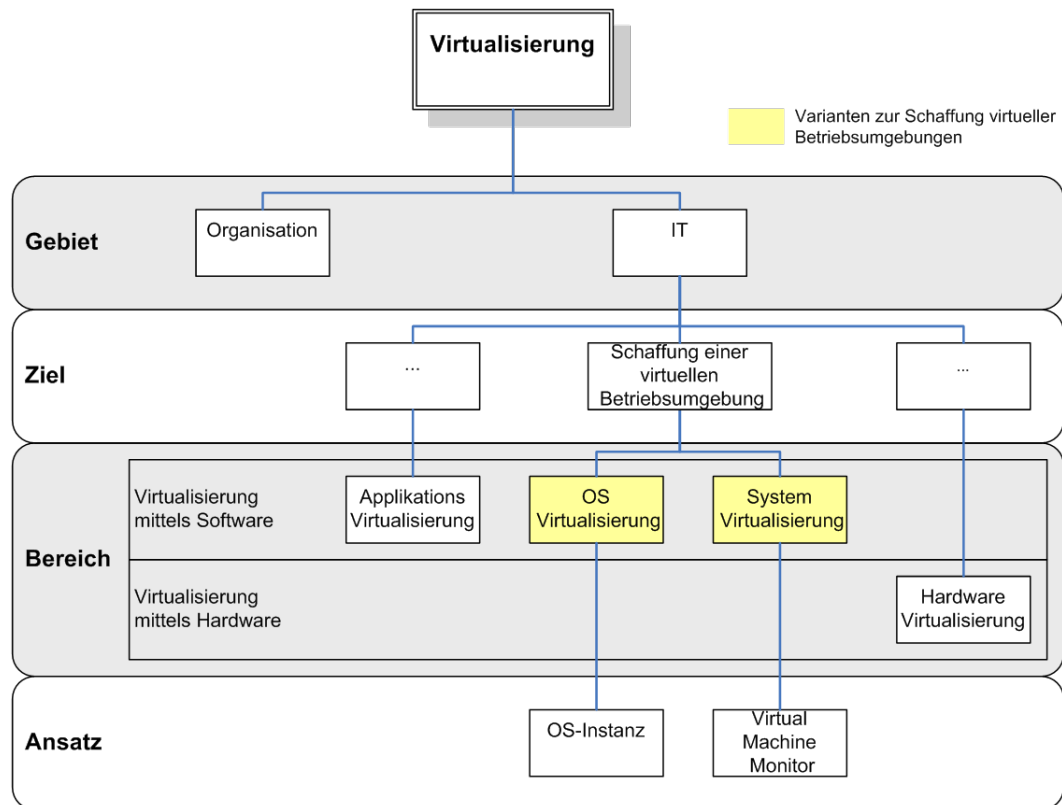 Virtualisierung
Varianten zur Schaffung virtueller
Betriebsumgebungen
Gebiet
Organisation
IT
Ziel
...
Schaffung einer
virtuellen
Betriebsumgebung
...
Bereich
Virtualisierung
mittels Software
Applikations
Virtualisierung
OS
Virtualisierung
System
Virtualisierung
Virtualisierung
mittels Hardware
Hardware
Virtualisierung
Ansatz
OS-Instanz
Virtual
Machine
Monitor